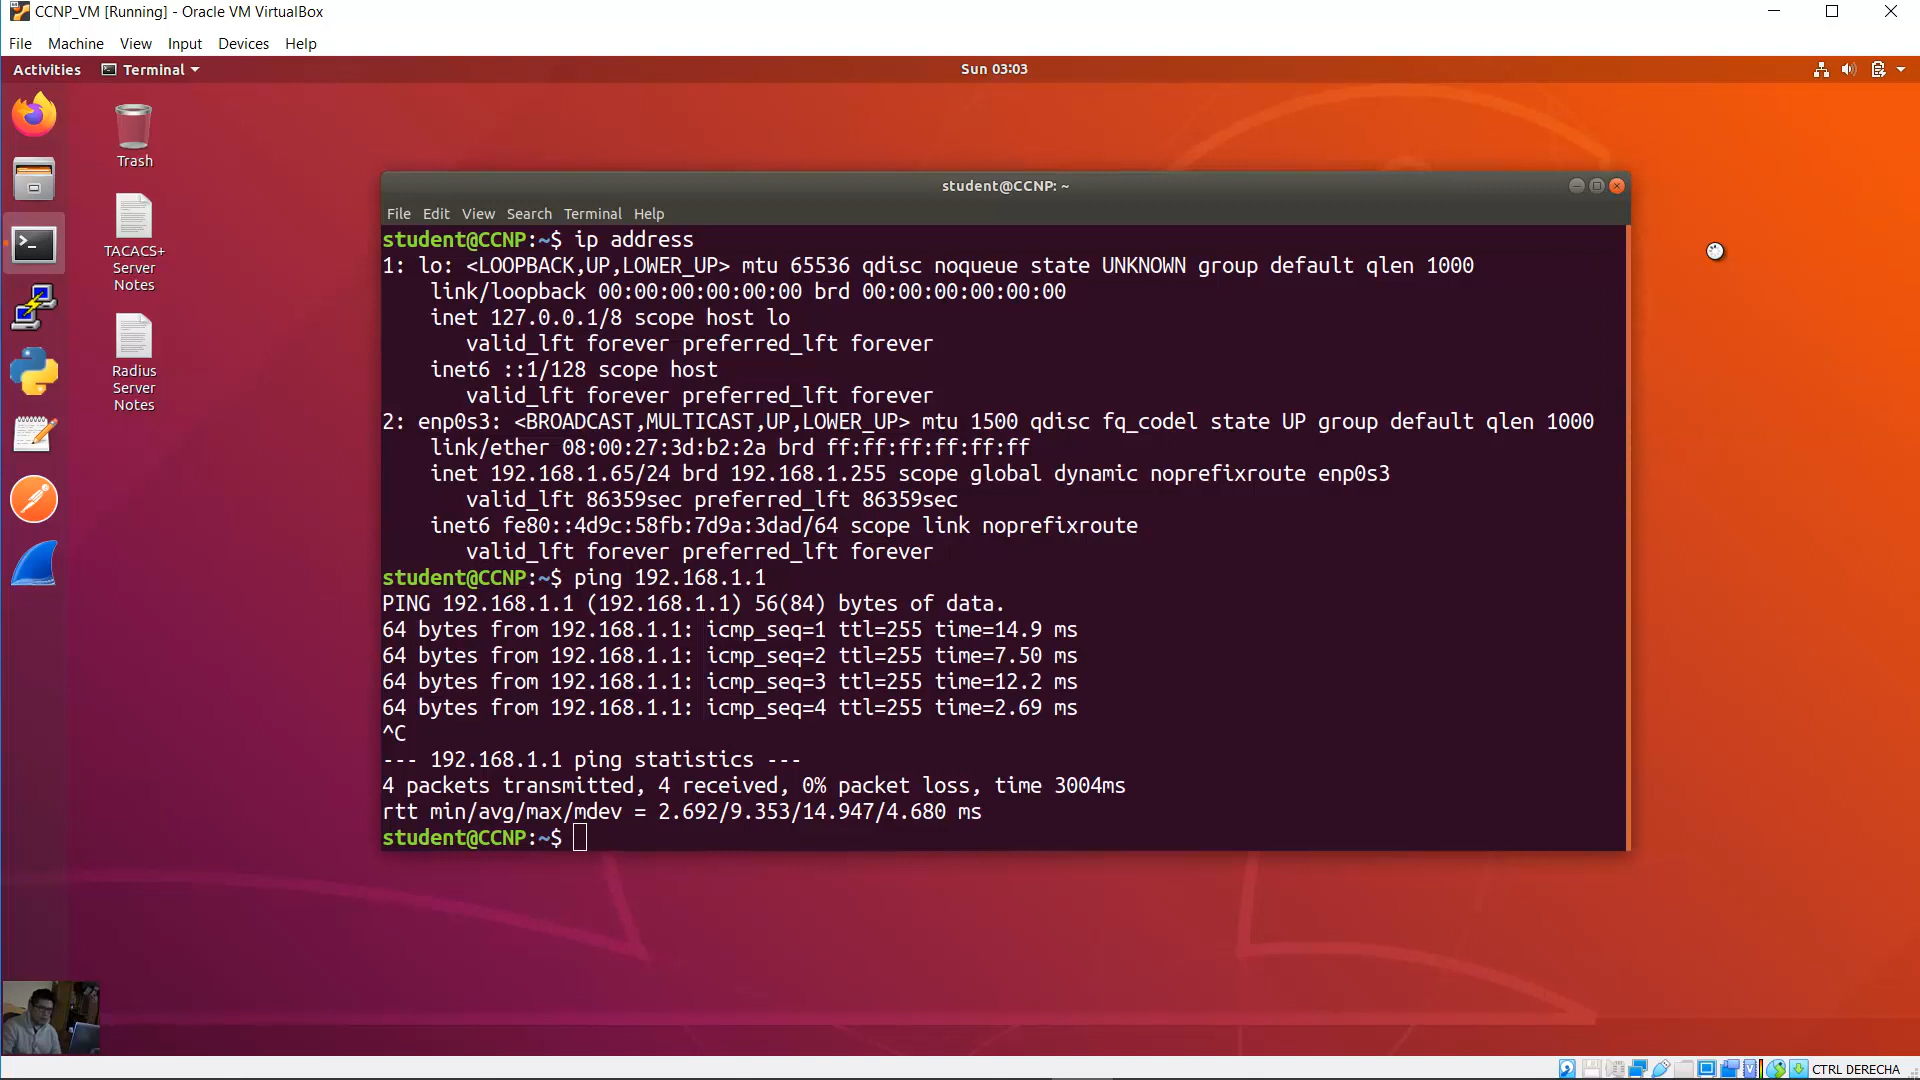 CCNP_VM [Running] - Oracle VM VirtualBox
File Machine View Input Devices Help
Activities Terminal Sun 03:03
Trash
TACACS+
Server
Notes
Radius
Server
Notes
student@CCNP: ~
File Edit View Search Terminal Help
student@CCNP:~$ ip address
1: lo: <LOOPBACK,UP,LOWER_UP> mtu 65536 qdisc noqueue state UNKNOWN group default qlen 1000
link/loopback 00:00:00:00:00:00 brd 00:00:00:00:00:00
inet 127.0.0.1/8 scope host lo
valid_lft forever preferred_lft forever
inet6 ::1/128 scope host
valid_lft forever preferred_lft forever
2: enp0s3: <BROADCAST,MULTICAST,UP,LOWER_UP> mtu 1500 qdisc fq_codel state UP group default qlen 1000
link/ether 08:00:27:3d:b2:2a brd ff:ff:ff:ff:ff:ff
inet 192.168.1.65/24 brd 192.168.1.255 scope global dynamic noprefixroute enp0s3
valid_lft 86359sec preferred_lft 86359sec
inet6 fe80::4d9c:58fb:7d9a:3dad/64 scope link noprefixroute
valid_lft forever preferred_lft forever
student@CCNP:~$ ping 192.168.1.1
PING 192.168.1.1 (192.168.1.1) 56(84) bytes of data.
64 bytes from 192.168.1.1: icmp_seq=1 ttl=255 time=14.9 ms
64 bytes from 192.168.1.1: icmp_seq=2 ttl=255 time=7.50 ms
64 bytes from 192.168.1.1: icmp_seq=3 ttl=255 time=12.2 ms
64 bytes from 192.168.1.1: icmp_seq=4 ttl=255 time=2.69 ms
^C
--- 192.168.1.1 ping statistics ---
4 packets transmitted, 4 received, 0% packet loss, time 3004ms
rtt min/avg/max/mdev = 2.692/9.353/14.947/4.680 ms
student@CCNP:~$
CTRL DERECHA